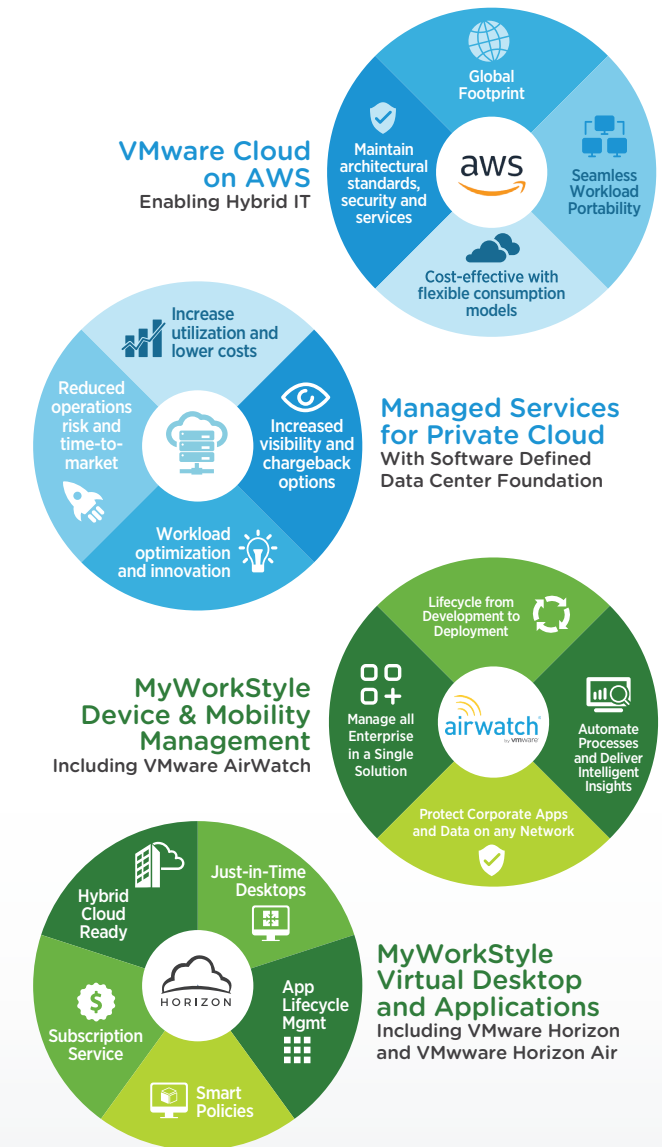 VMware Cloud
on AWS
Enabling Hybrid IT
Global
Footprint
Maintain
architectural
standards,
security and
services
aws
Seamless
Workload
Portability
Cost-effective with
flexible consumption
models
Increase
utilization and
lower costs
Reduced
operations
risk and
time-to-
market
Increased
visibility and
chargeback
options
Workload
optimization
and innovation
Managed Services
for Private Cloud
With Software Defined
Data Center Foundation
MyWorkStyle
Device & Mobility
Management
Including VMware AirWatch
Lifecycle from
Development to
Deployment
Manage all
Enterprise
in a Single
Solution
airwatch
by vmware
Automate
Processes
and Deliver
Intelligent
Insights
Protect Corporate Apps
and Data on any Network
Hybrid
Cloud
Ready
Just-in-Time
Desktops
HORIZON
$
Subscription
Service
App
Lifecycle
Mgmt
Smart
Policies
MyWorkStyle
Virtual Desktop
and Applications
Including VMware Horizon
and VMwware Horizon Air